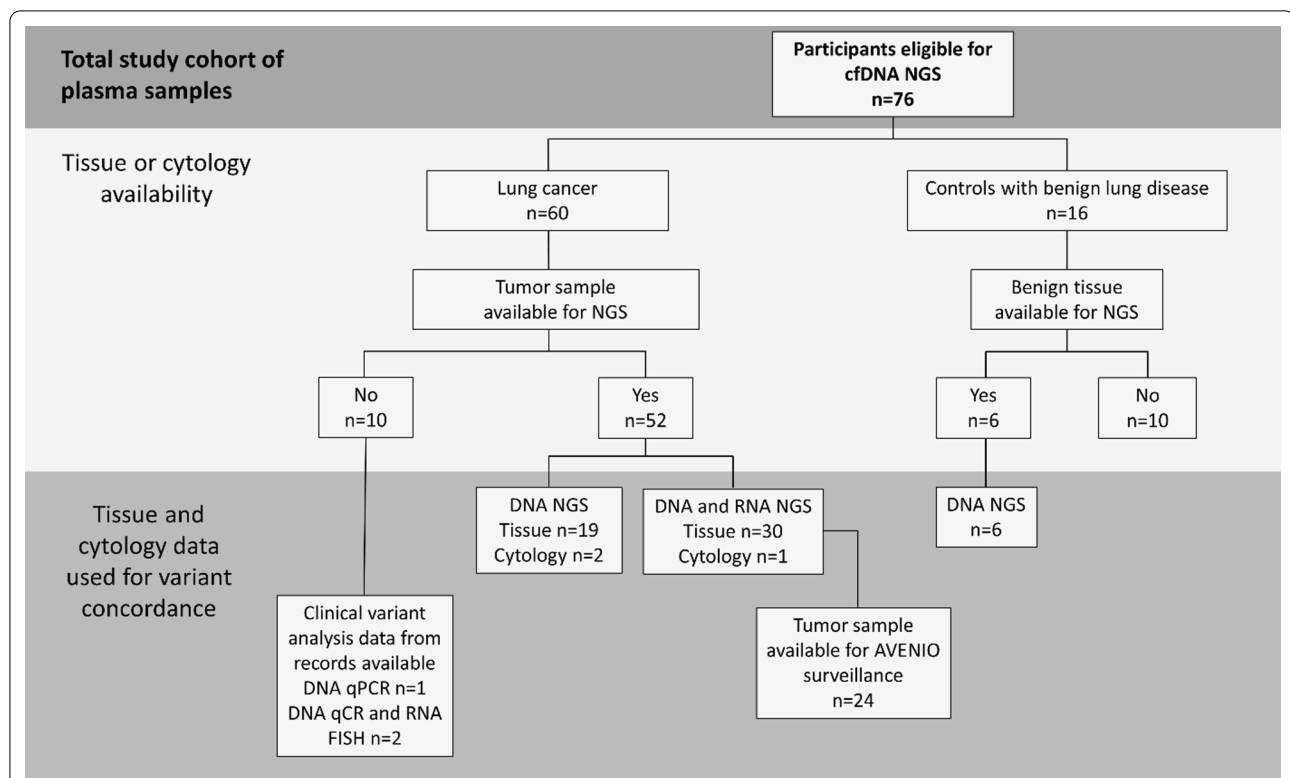 Total study cohort of
plasma samples
Participants eligible for
cfDNA NGS
n=76
Tissue or cytology
availability
Lung cancer
n=60
Controls with benign lung disease
n=16
Tumor sample
available for NGS
Benign tissue
available for NGS
No
n=10
Yes
n=52
Yes
n=6
No
n=10
Tissue and
cytology data
used for variant
concordance
DNA NGS
Tissue n=19
Cytology n=2
DNA and RNA NGS
Tissue n=30
Cytology n=1
DNA NGS
n=6
Clinical variant
analysis data from
records available
DNA qPCR n=1
DNA qCR and RNA
FISH n=2
Tumor sample
available for AVENIO
surveillance
n=24